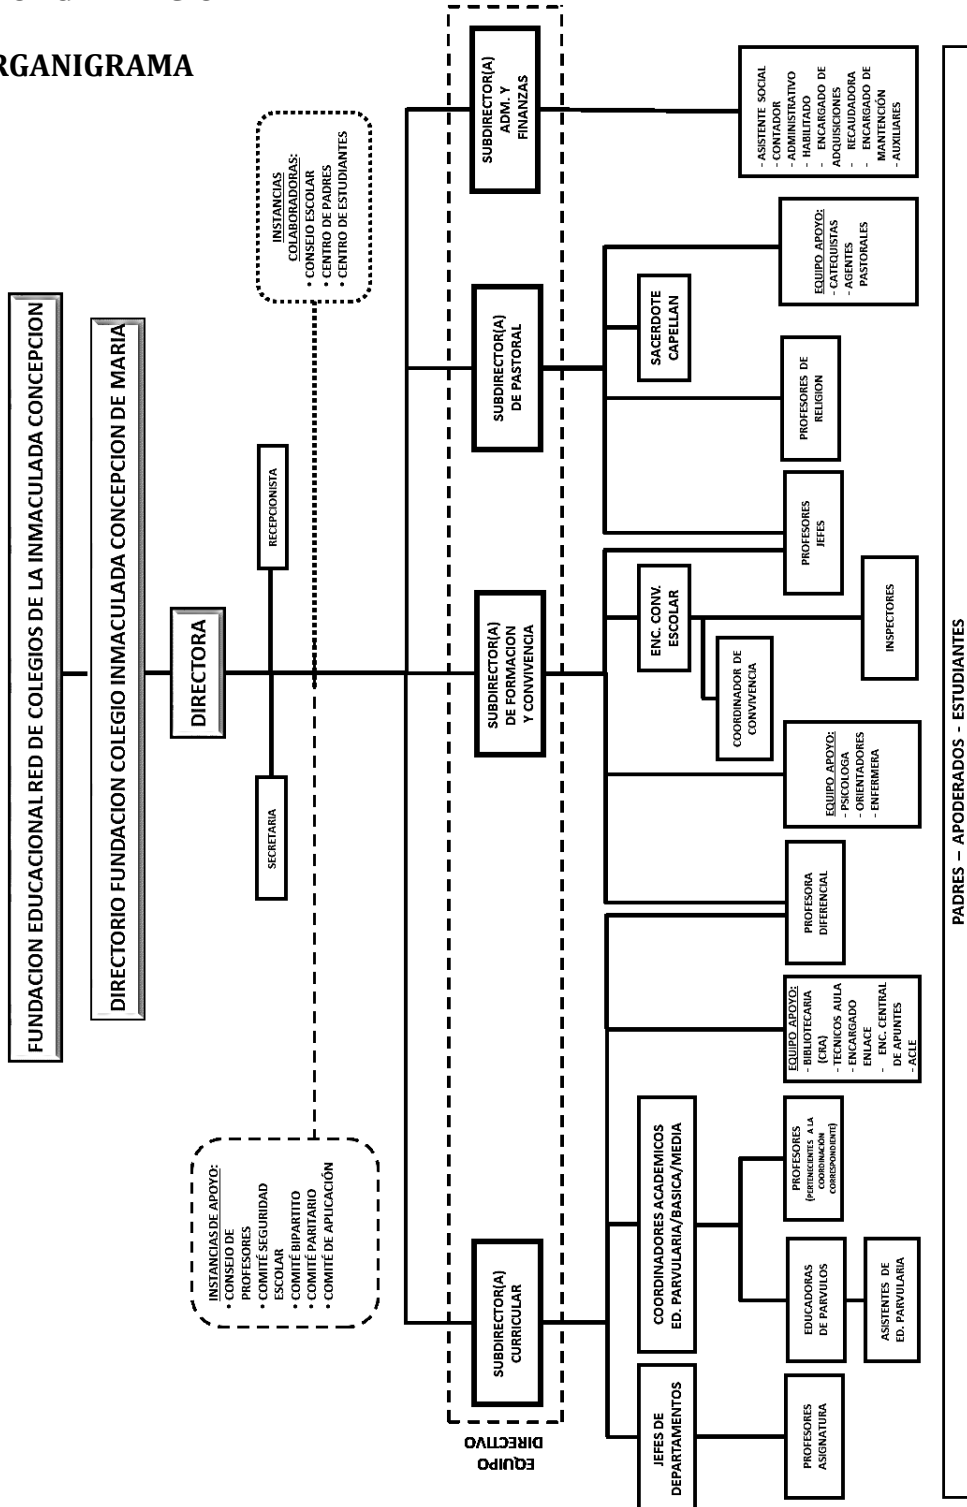 RGANIGRAMA
FUNDACION EDUCACIONAL RED DE COLEGIOS DE LA INMACULADA CONCEPCION
DIRECTORIO FUNDACION COLEGIO INMACULADA CONCEPCION DE MARIA
DIRECTORA
SECRETARIA
RECEPCIONISTA
INSTANCIAS DE APOYO:
• CONSEJO DE
PROFESORES
• COMITÉ SEGURIDAD
ESCOLAR
• COMITÉ BIPARTITO
• COMITÉ PARITARIO
• COMITÉ DE APLICACIÓN
INSTANCIAS
COLABORADORAS:
• CONSEJO ESCOLAR
• CENTRO DE PADRES
• CENTRO DE ESTUDIANTES
EQUIPO
DIRECTIVO
SUBDIRECTOR(A)
CURRICULAR
SUBDIRECTOR(A)
DE FORMACION
Y CONVIVENCIA
SUBDIRECTOR(A)
DE PASTORAL
SUBDIRECTOR(A)
ADM. Y
FINANZAS
JEFES DE
DEPARTAMENTOS
COORDINADORES ACADEMICOS
ED. PARVULARIA/BASICA/MEDIA
ENC. CONV.
ESCOLAR
SACERDOTE
CAPELLAN
COORDINADOR DE
CONVIVENCIA
PROFESORES
ASIGNATURA
EDUCADORAS
DE PARVULOS
PROFESORES
(PERTENECIENTES A LA
COORDINACIÓN
CORRESPONDIENTE)
EQUIPO APOYO:
- BIBLIOTECARIA
(CRA)
- TECNICOS AULA
- ENCARGADO
ENLACE
- ENC. CENTRAL
DE APUNTES
- ACLE
PROFESORA
DIFERENCIAL
EQUIPO APOYO:
- PSICOLOGA
- ORIENTADORES
- ENFERMERA
PROFESORES
JEFES
PROFESORES DE
RELIGION
EQUIPO APOYO:
- CATEQUISTAS
- AGENTES
PASTORALES
- ASISTENTE SOCIAL
- CONTADOR
- ADMINISTRATIVO
- HABILITADO
- ENCARGADO DE
ADQUISICIONES
- RECAUDADORA
- ENCARGADO DE
MANTENCIÓN
- AUXILIARES
ASISTENTES DE
ED. PARVULARIA
INSPECTORES
PADRES – APODERADOS - ESTUDIANTES